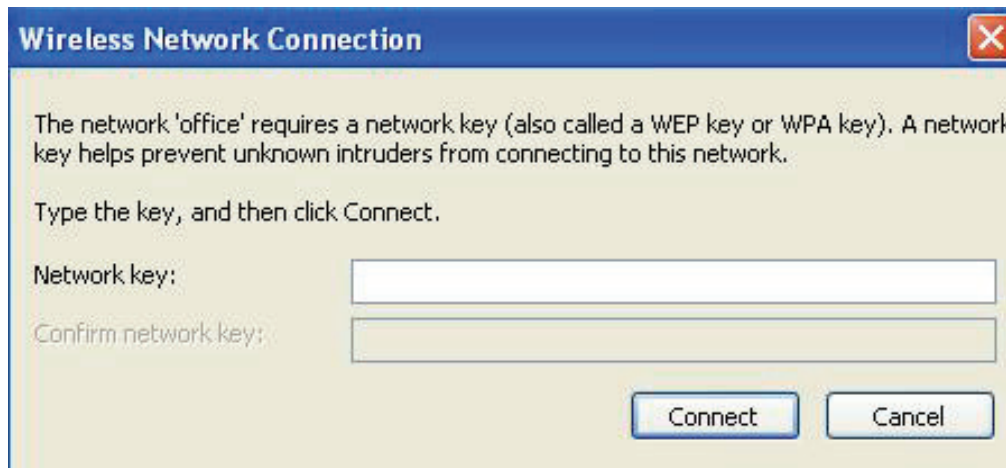 Wireless Network Connection
The network 'office' requires a network key (also called a WEP key or WPA key). A network
key helps prevent unknown intruders from connecting to this network.
Type the key, and then click Connect.
Network key:
Confirm network key:
Connect Cancel